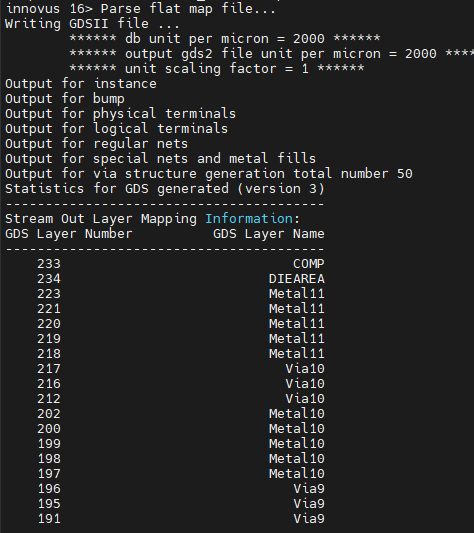 innovus 16> Parse flat map file...
Writing GDSII file ...
****** db unit per micron = 2000 ******
****** output gds2 file unit per micron = 2000 ****
****** unit scaling factor = 1 ******
Output for instance
Output for bump
Output for physical terminals
Output for logical terminals
Output for regular nets
Output for special nets and metal fills
Output for via structure generation total number 50
Statistics for GDS generated (version 3)
----------------------------------------
Stream Out Layer Mapping Information:
GDS Layer Number          GDS Layer Name
----------------------------------------
233 COMP
234 DIEAREA
223 Metal11
221 Metal11
220 Metal11
219 Metal11
218 Metal11
217 Via10
216 Via10
212 Via10
202 Metal10
200 Metal10
199 Metal10
198 Metal10
197 Metal10
196 Via9
195 Via9
191 Via9